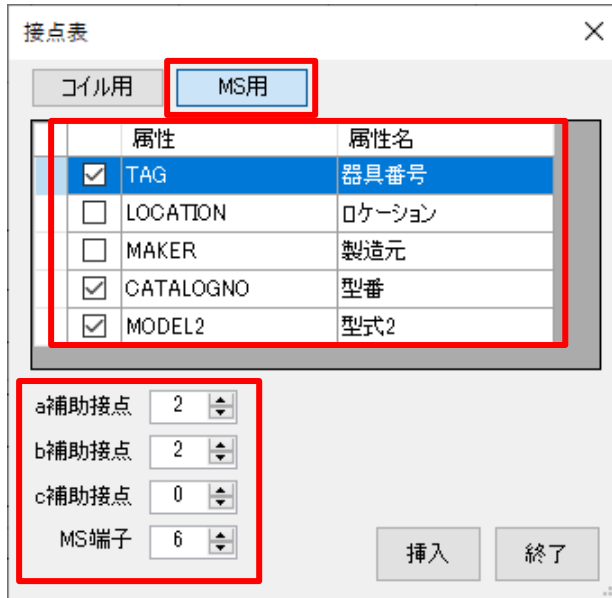 接点表
コイル用 MS用
属性 属性名
TAG 器具番号
LOCATION ロケーション
MAKER 製造元
CATALOGNO 型番
MODEL2 型式2
a補助接点 2
b補助接点 2
c補助接点 0
MS端子 6
挿入 終了